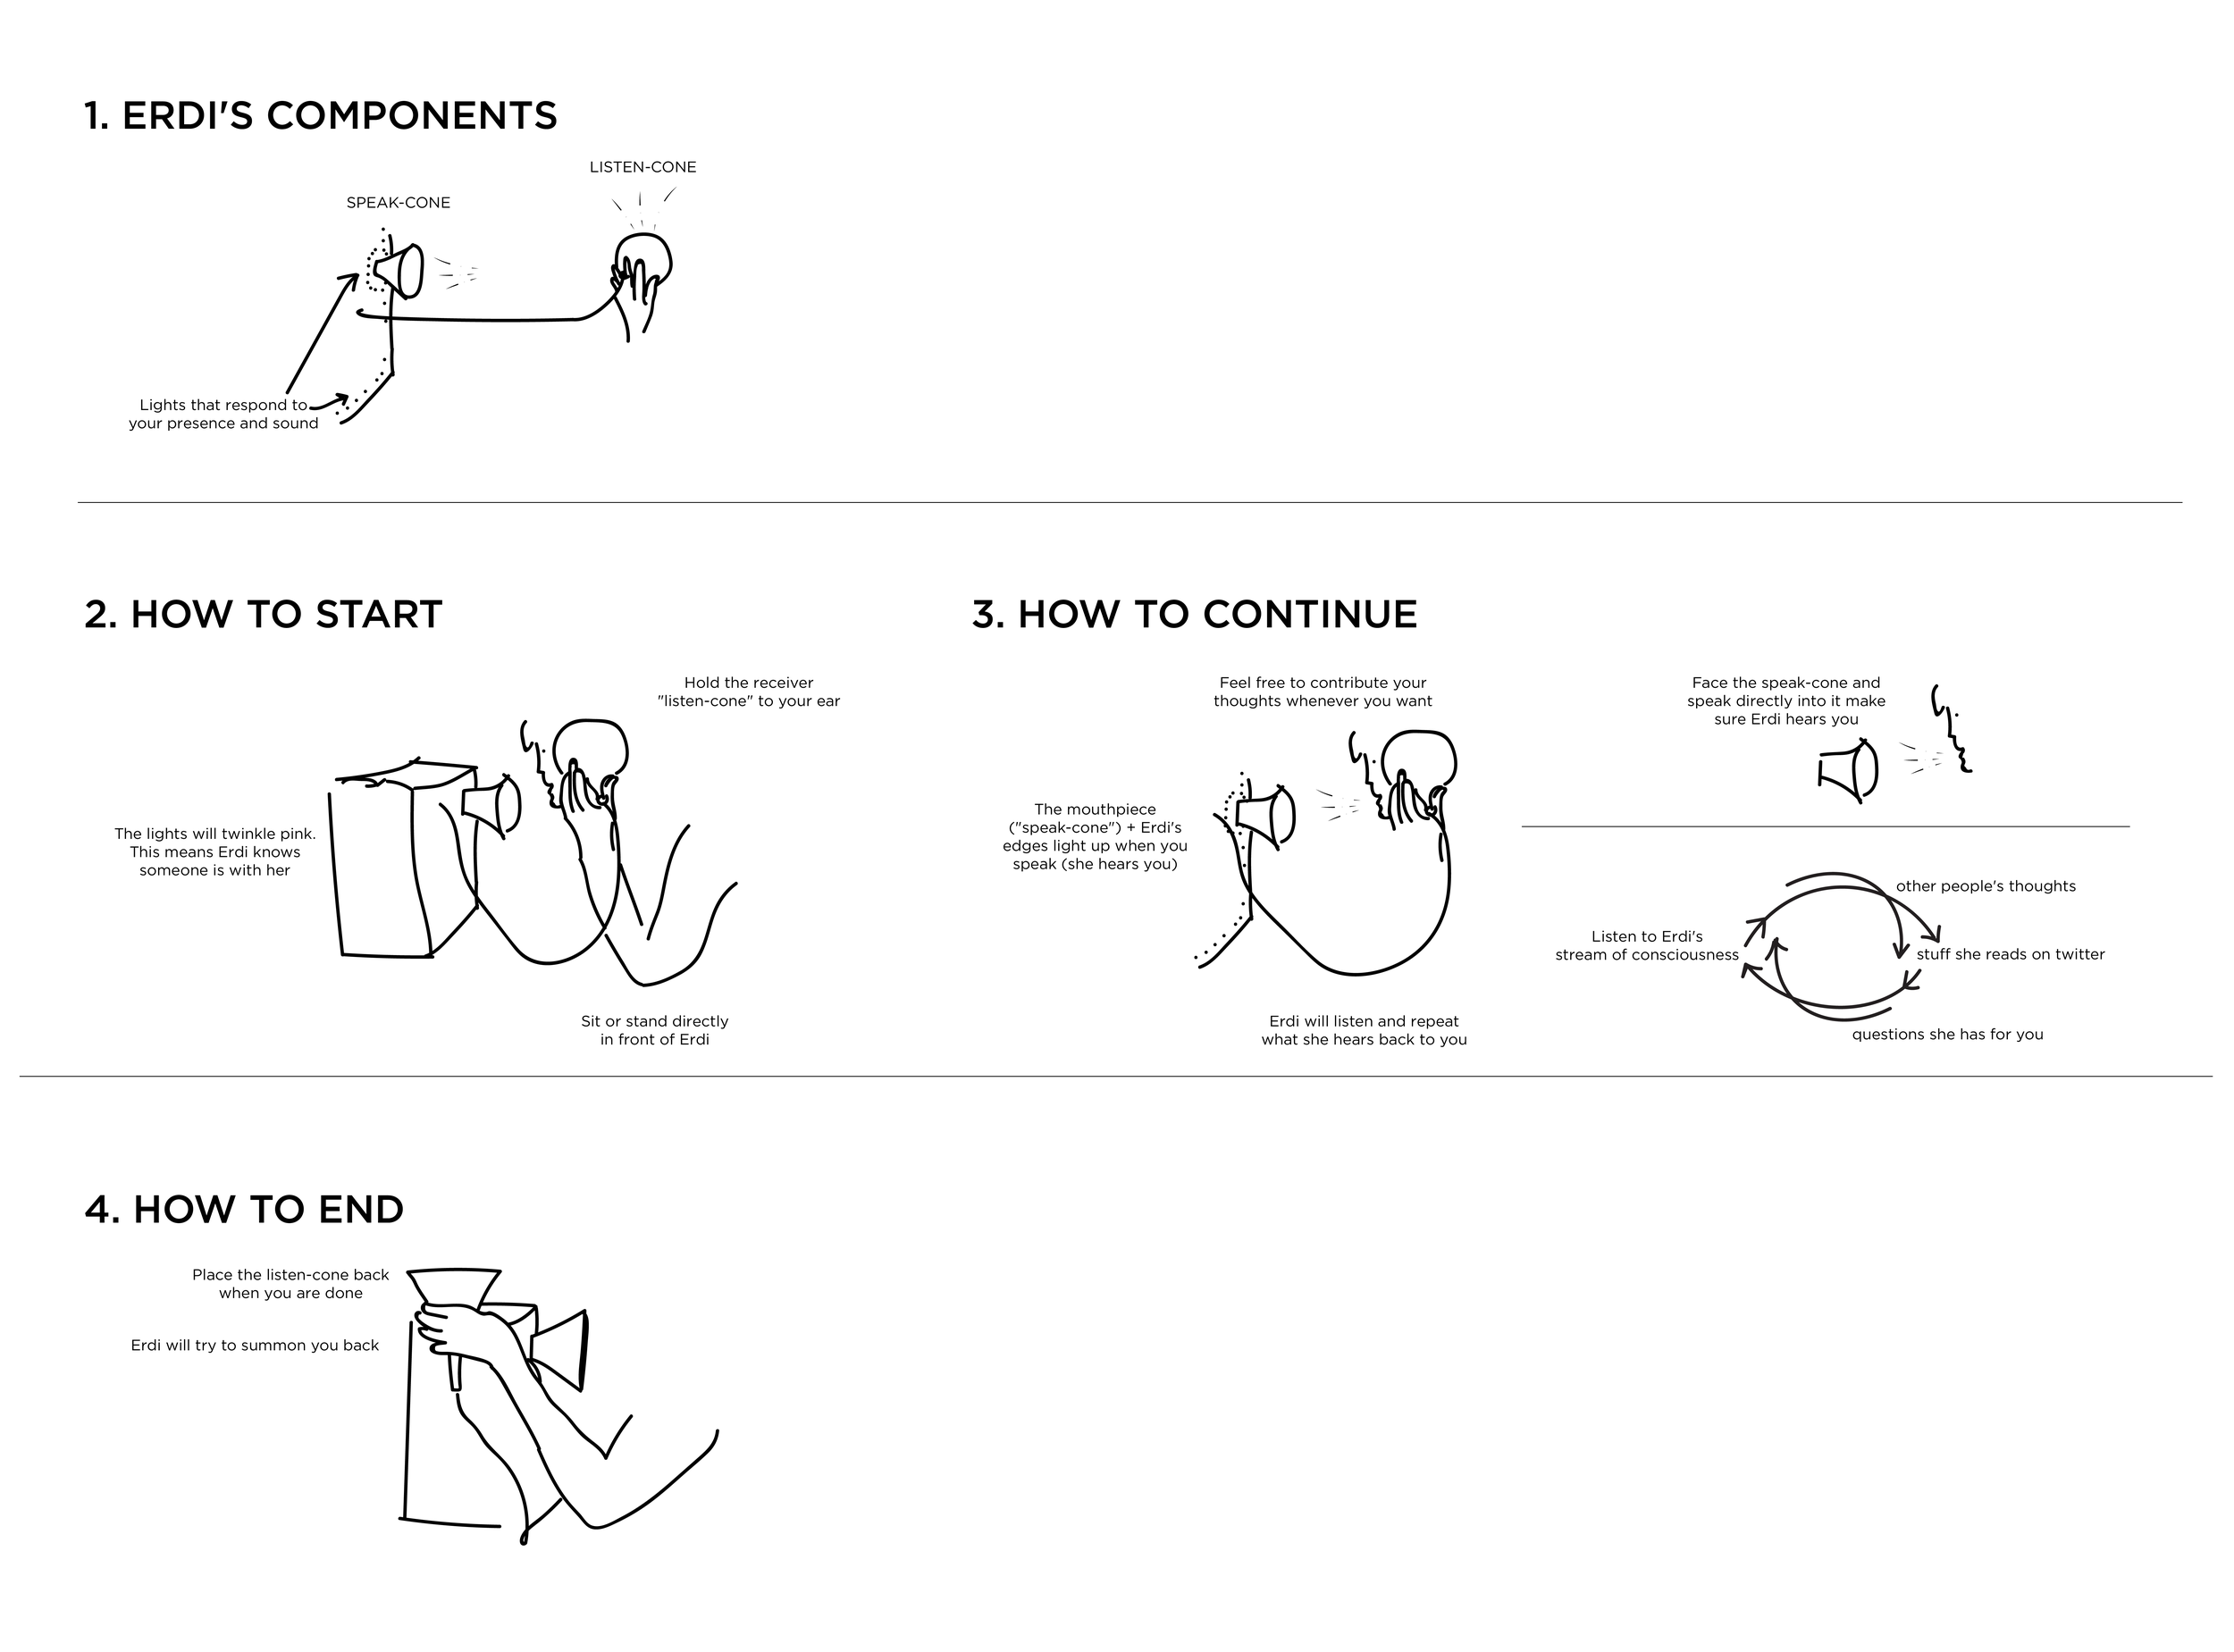 1. ERDI'S COMPONENTS
LISTEN-CONE
SPEAK-CONE
Lights that respond to
your presence and sound
2. HOW TO START
Hold the receiver
"listen-cone" to your ear
The lights will twinkle pink.
This means Erdi knows
someone is with her
Sit or stand directly
in front of Erdi
3. HOW TO CONTINUE
Feel free to contribute your
thoughts whenever you want
The mouthpiece
("speak-cone") + Erdi's
edges light up when you
speak (she hears you)
Erdi will listen and repeat
what she hears back to you
Face the speak-cone and
speak directly into it make
sure Erdi hears you
other people's thoughts
Listen to Erdi's
stream of consciousness
stuff she reads on twitter
questions she has for you
4. HOW TO END
Place the listen-cone back
when you are done
Erdi will try to summon you back